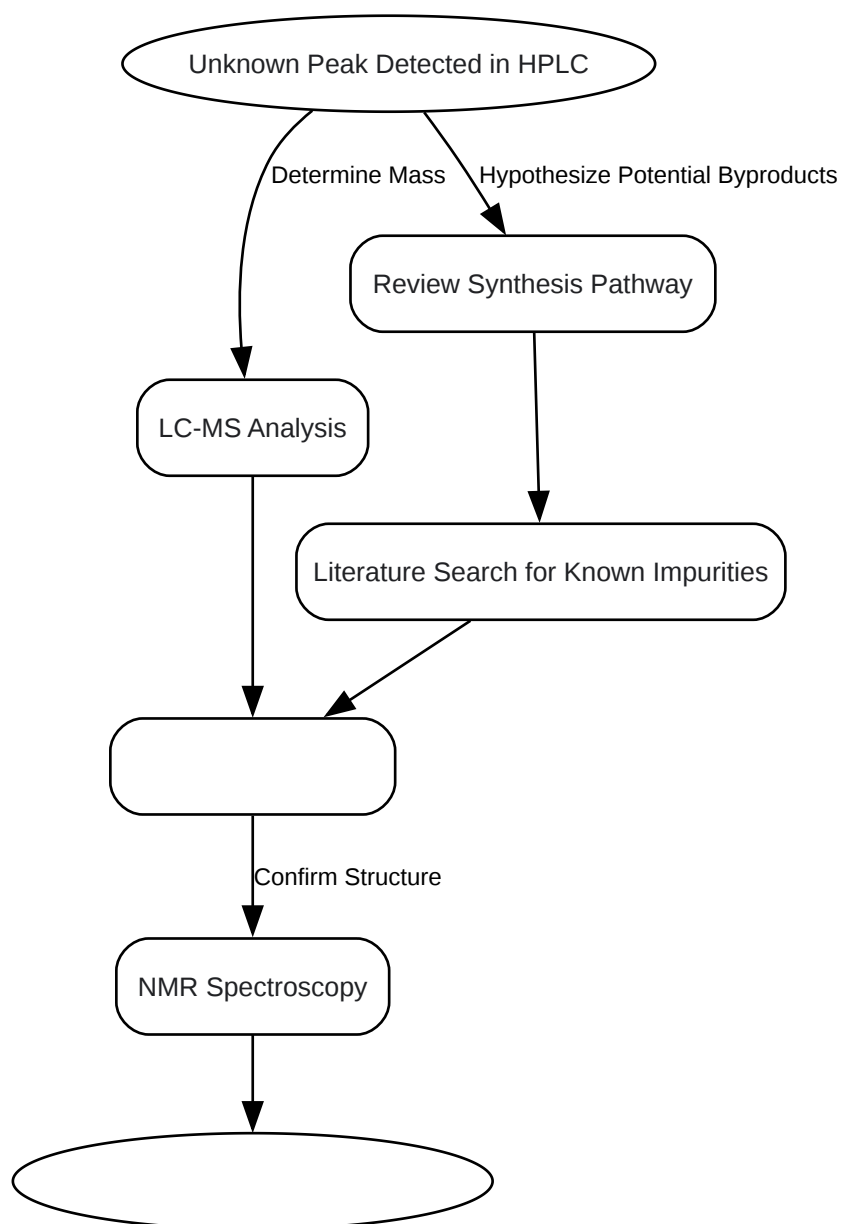 Unknown Peak Detected in HPLC
Determine Mass
Hypothesize Potential Byproducts
Review Synthesis Pathway
LC-MS Analysis
Literature Search for Known Impurities
Confirm Structure
NMR Spectroscopy